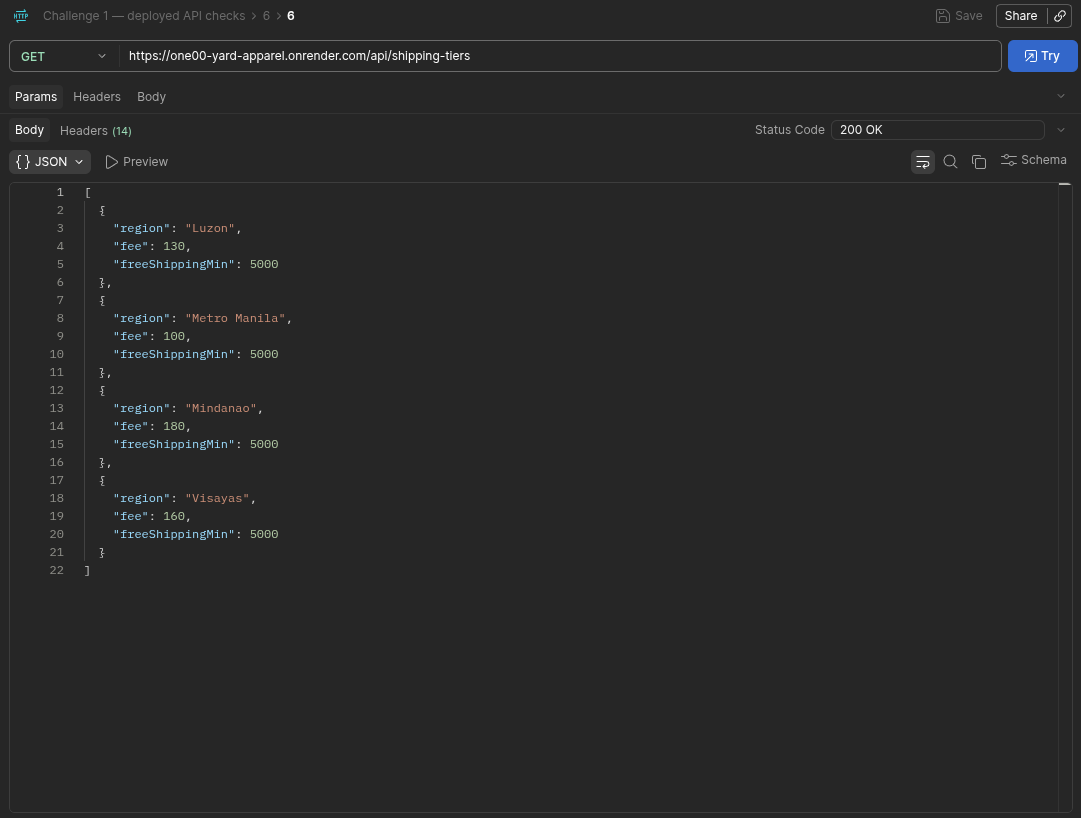 HTTP Challenge 1 — deployed API checks > 6 > 6 Save Share
GET https://one00-yard-apparel.onrender.com/api/shipping-tiers Try
Params Headers Body
Body Headers (14) Status Code 200 OK
{} JSON Preview Schema
1 [
2 {
3 "region": "Luzon",
4 "fee": 130,
5 "freeShippingMin": 5000
6 },
7 {
8 "region": "Metro Manila",
9 "fee": 100,
10 "freeShippingMin": 5000
11 },
12 {
13 "region": "Mindanao",
14 "fee": 180,
15 "freeShippingMin": 5000
16 },
17 {
18 "region": "Visayas",
19 "fee": 160,
20 "freeShippingMin": 5000
21 }
22 ]